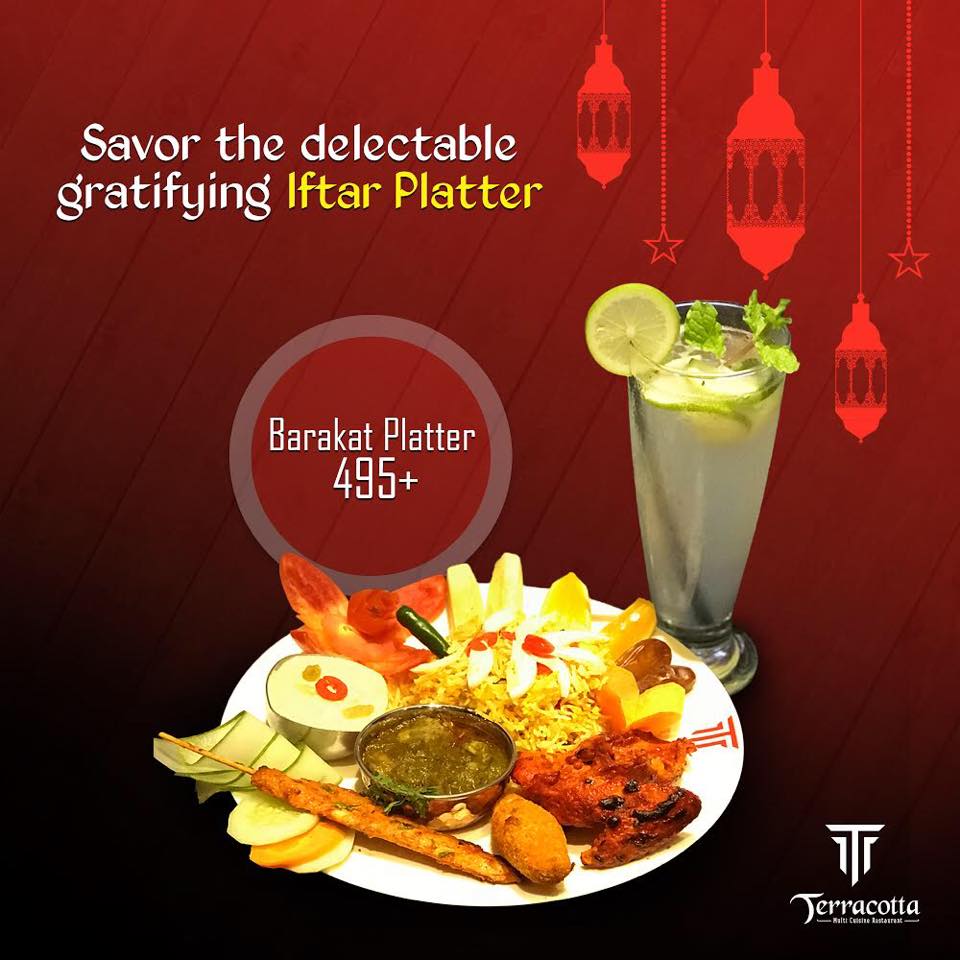 Savor the delectable
gratifying Iftar Platter
Barakat Platter
495+
Terracotta
Multi Cuisine Restaurant